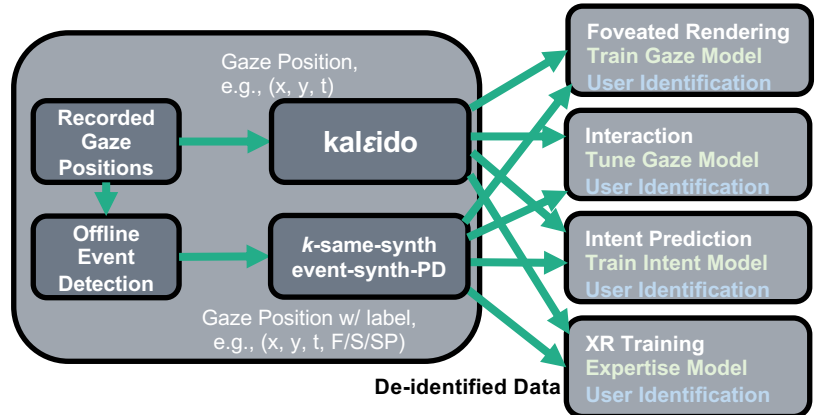 Gaze Position,
e.g., (x, y, t)
Recorded
Gaze
Positions
kalεido
Offline
Event
Detection
k-same-synth
event-synth-PD
Gaze Position w/ label,
e.g., (x, y, t, F/S/SP)
De-identified Data
Foveated Rendering
Train Gaze Model
User Identification
Interaction
Tune Gaze Model
User Identification
Intent Prediction
Train Intent Model
User Identification
XR Training
Expertise Model
User Identification